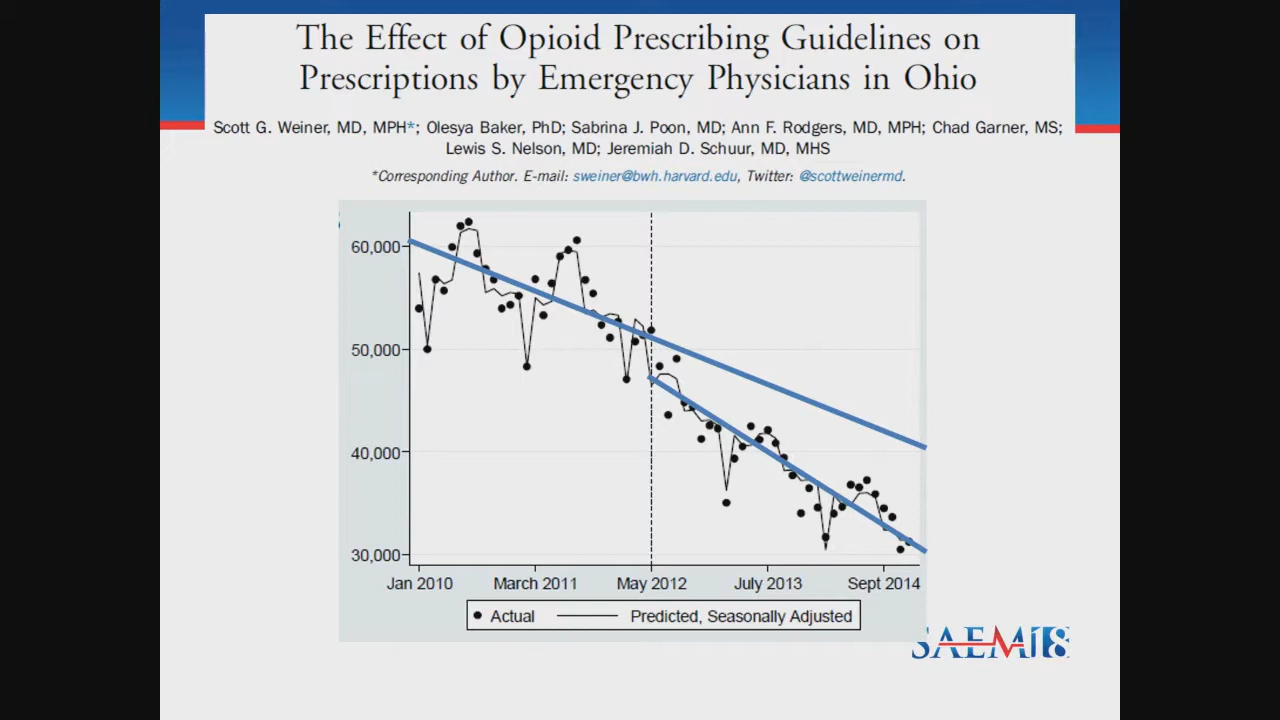 The Effect of Opioid Prescribing Guidelines on
Prescriptions by Emergency Physicians in Ohio
Scott G. Weiner, MD, MPH*; Olesya Baker, PhD; Sabrina J. Poon, MD; Ann F. Rodgers, MD, MPH; Chad Garner, MS;
Lewis S. Nelson, MD; Jeremiah D. Schuur, MD, MHS
*Corresponding Author. E-mail: sweiner@bwh.harvard.edu, Twitter: @scottweinermd.
60,000
50,000
40,000
30,000
Jan 2010 March 2011 May 2012 July 2013 Sept 2014
Actual Predicted, Seasonally Adjusted
SAEM18